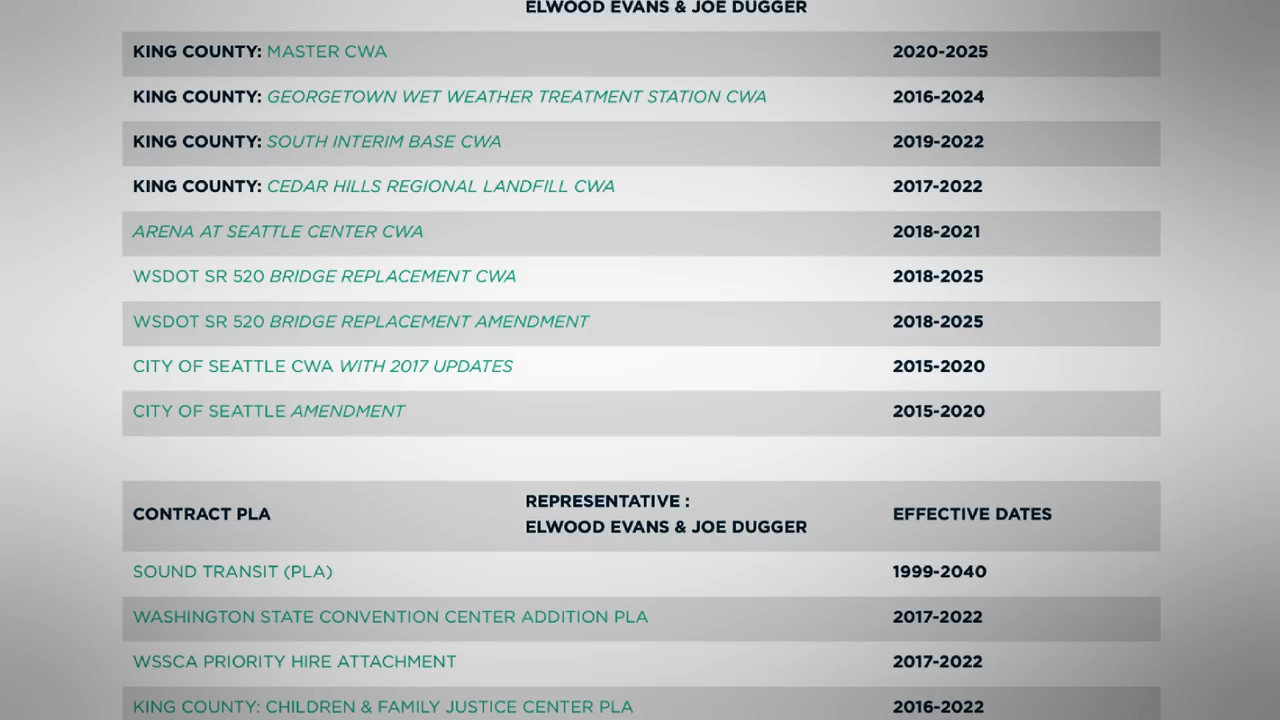 ELWOOD EVANS & JOE DUGGER
KING COUNTY: MASTER CWA 2020-2025
KING COUNTY: GEORGETOWN WET WEATHER TREATMENT STATION CWA 2016-2024
KING COUNTY: SOUTH INTERIM BASE CWA 2019-2022
KING COUNTY: CEDAR HILLS REGIONAL LANDFILL CWA 2017-2022
ARENA AT SEATTLE CENTER CWA 2018-2021
WSDOT SR 520 BRIDGE REPLACEMENT CWA 2018-2025
WSDOT SR 520 BRIDGE REPLACEMENT AMENDMENT 2018-2025
CITY OF SEATTLE CWA WITH 2017 UPDATES 2015-2020
CITY OF SEATTLE AMENDMENT 2015-2020
REPRESENTATIVE :
CONTRACT PLA ELWOOD EVANS & JOE DUGGER EFFECTIVE DATES
SOUND TRANSIT (PLA) 1999-2040
WASHINGTON STATE CONVENTION CENTER ADDITION PLA 2017-2022
WSSCA PRIORITY HIRE ATTACHMENT 2017-2022
KING COUNTY: CHILDREN & FAMILY JUSTICE CENTER PLA 2016-2022